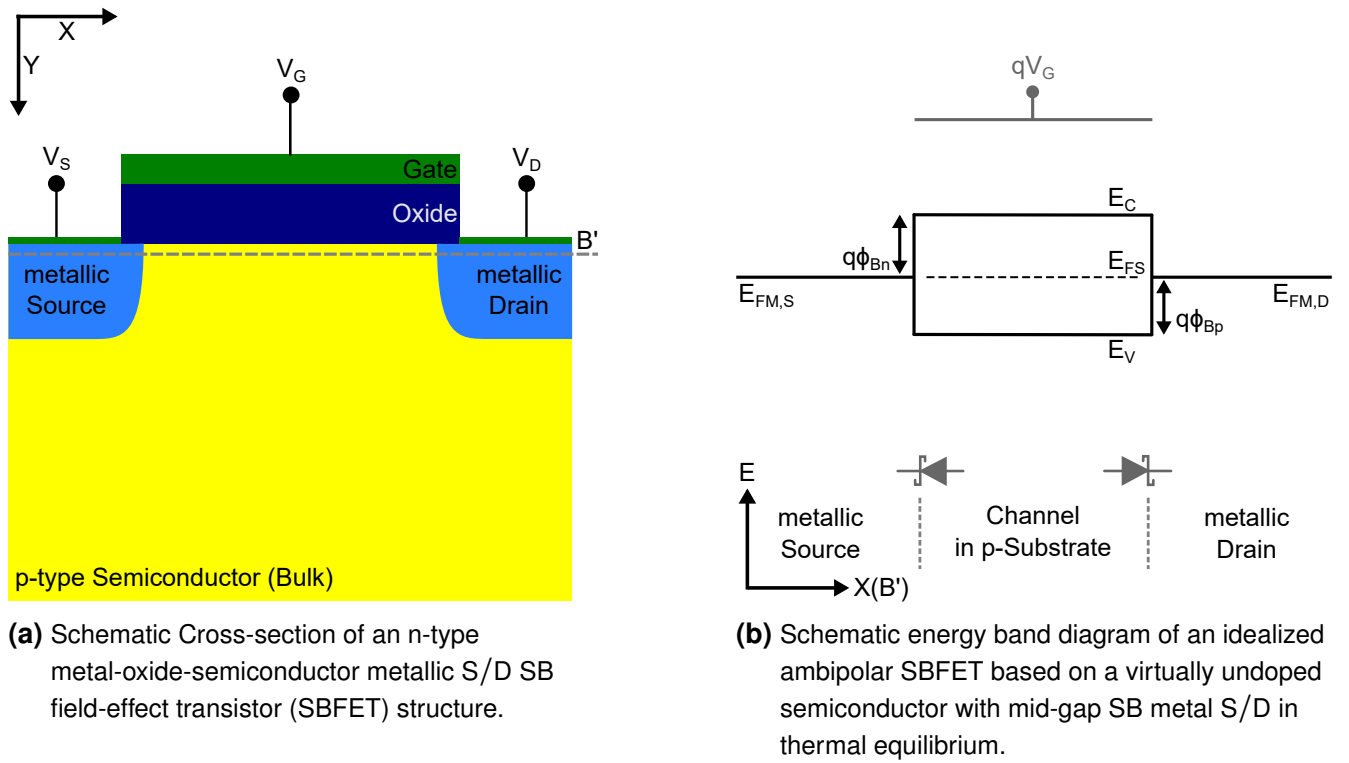 X
Y
V_G
V_S
V_D
Gate
Oxide
B'
metallic
Source
metallic
Drain
p-type Semiconductor (Bulk)
(a) Schematic Cross-section of an n-type
metal-oxide-semiconductor metallic S/D SB
field-effect transistor (SBFET) structure.
qV_G
E_C
qϕ_Bn
E_FS
E_FM,S
E_FM,D
qϕ_Bp
E_V
E
metallic
Source
Channel
in p-Substrate
metallic
Drain
X(B')
(b) Schematic energy band diagram of an idealized
ambipolar SBFET based on a virtually undoped
semiconductor with mid-gap SB metal S/D in
thermal equilibrium.